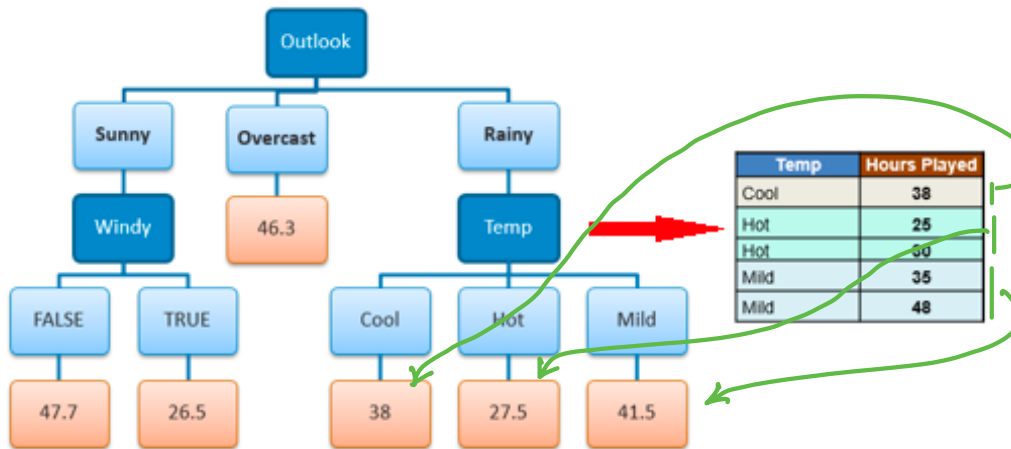 Outlook
Sunny
Overcast
Rainy
Windy
46.3
Temp
FALSE
TRUE
Cool
Hot
Mild
47.7
26.5
38
27.5
41.5
Temp Hours Played
Cool 38
Hot 25
Hot 30
Mild 35
Mild 48